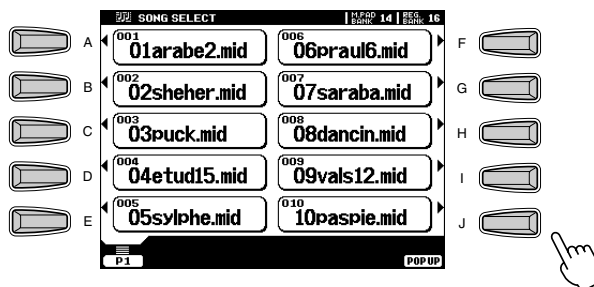 SONG SELECT M.PAD BANK 14 REG. BANK 16
A 001 01arabe2.mid 006 06praul6.mid F
B 002 02sheher.mid 007 07saraba.mid G
C 003 03puck.mid 008 08dancin.mid H
D 004 04etud15.mid 009 09vals12.mid I
E 005 05sylphe.mid 010 10paspie.mid J
P1 POP UP